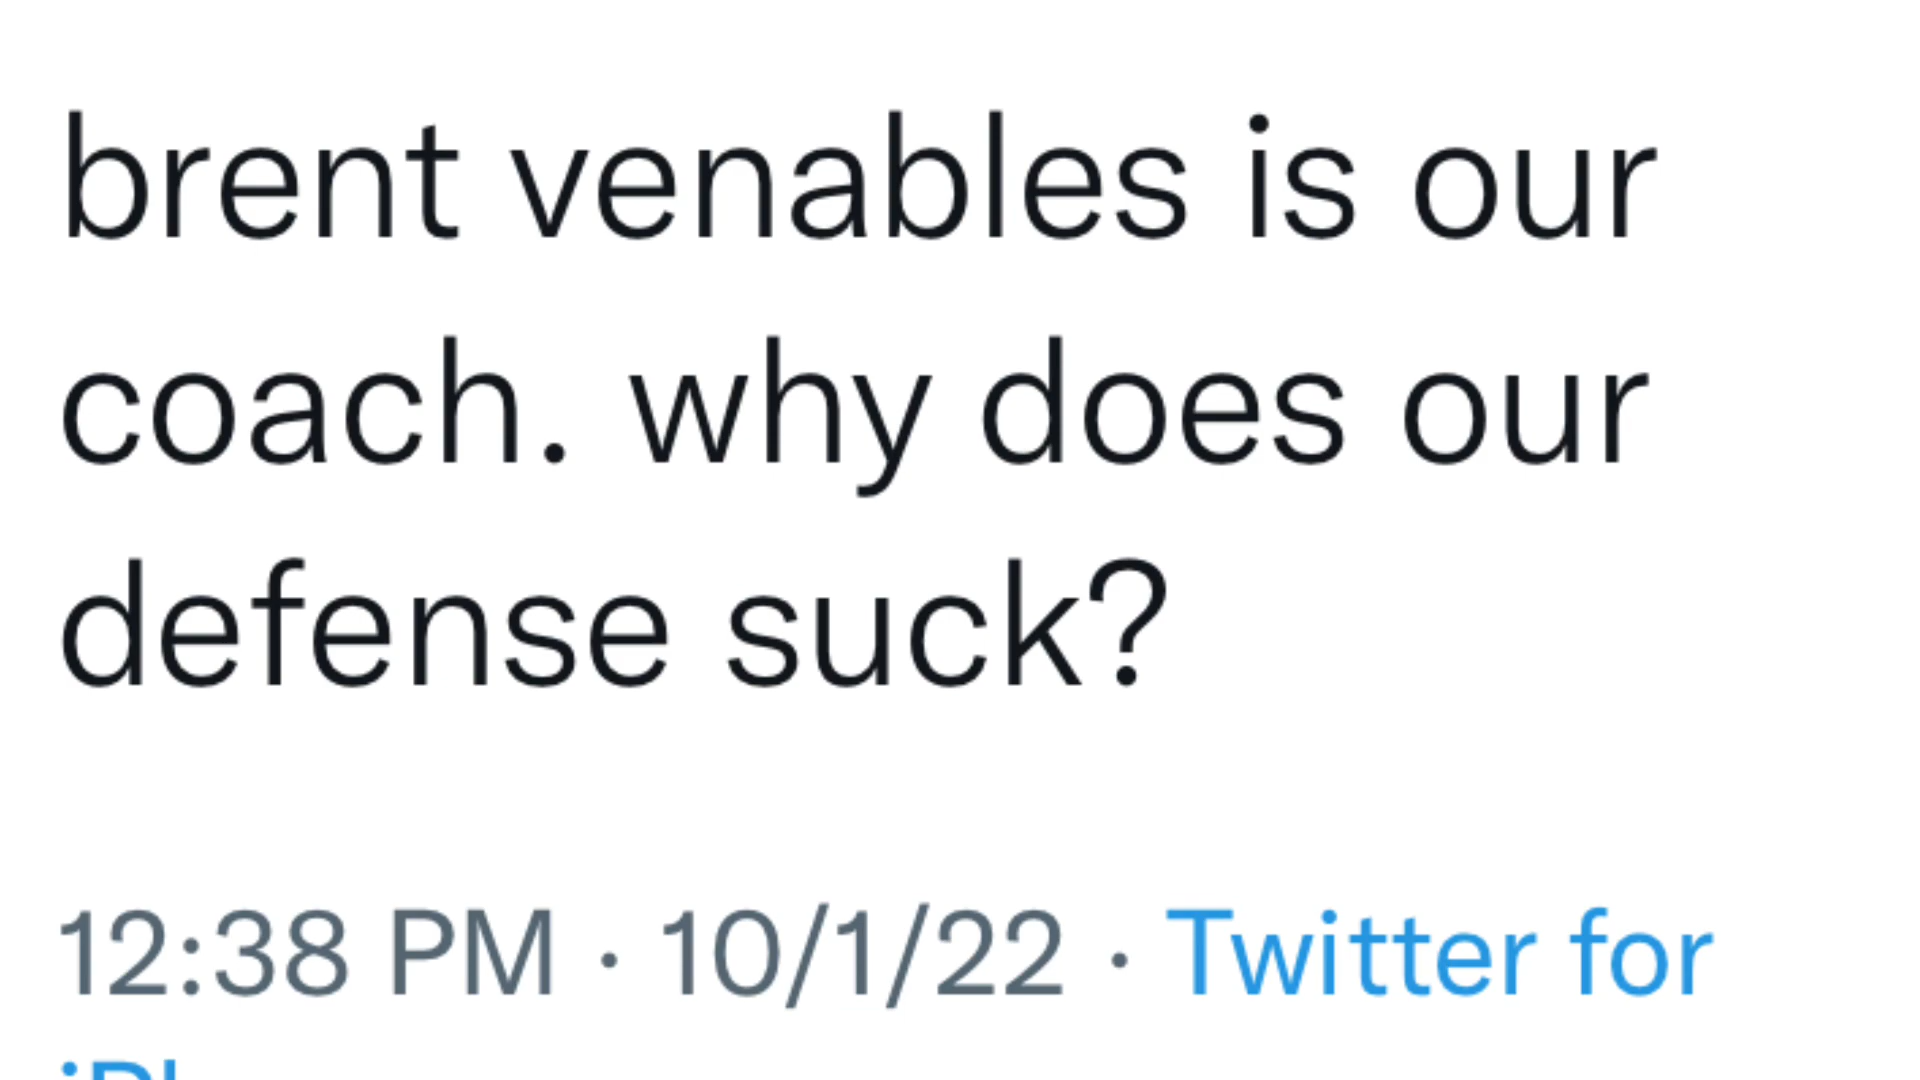 brent venables is our
coach. why does our
defense suck?
12:38 PM · 10/1/22 · Twitter for